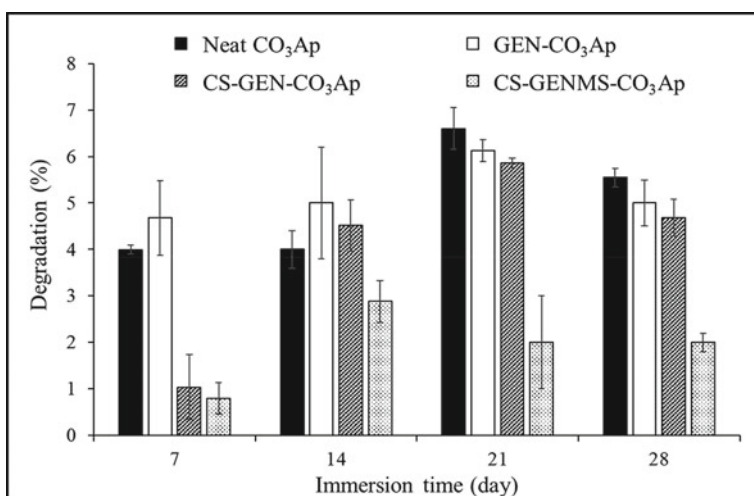 Neat CO₃Ap GEN-CO₃Ap
CS-GEN-CO₃Ap CS-GENMS-CO₃Ap
8
7
6
5
4
3
2
1
0
Degradation (%)
7 14 21 28
Immersion time (day)